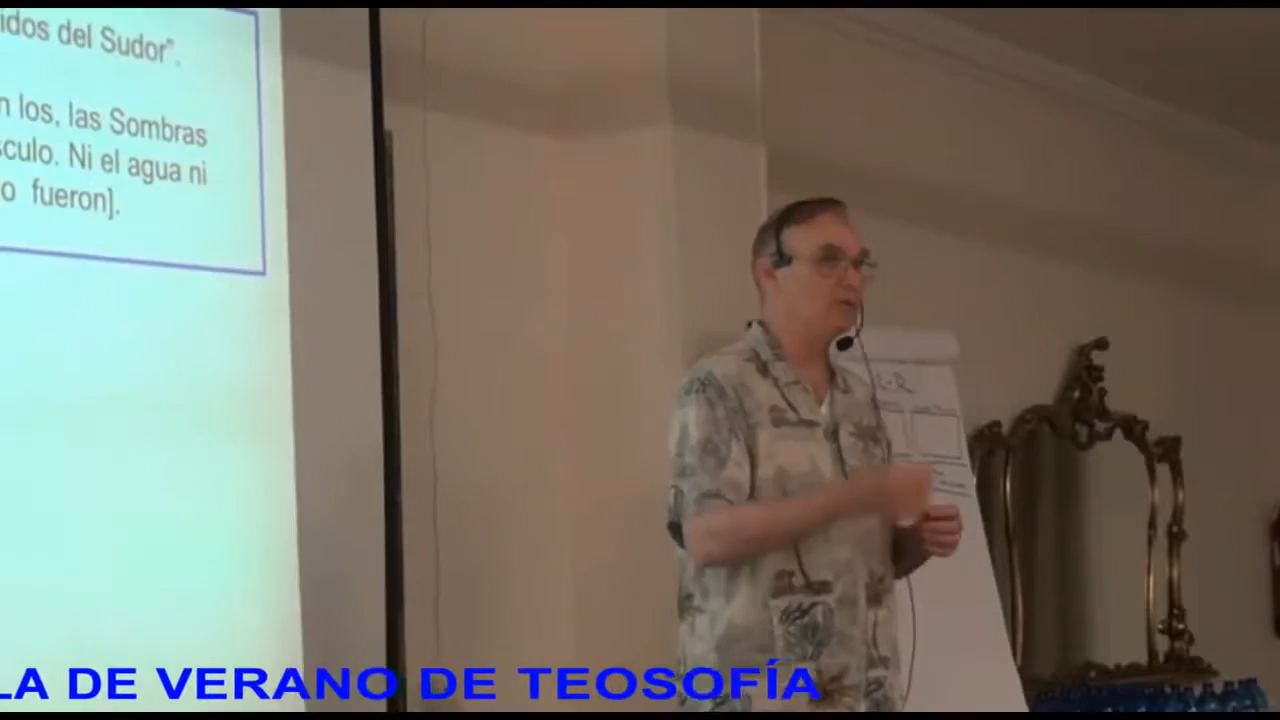 idos del Sudor”.
los, las Sombras
sculo. Ni el agua ni
o fueron].
LA DE VERANO DE TEOSOFÍA